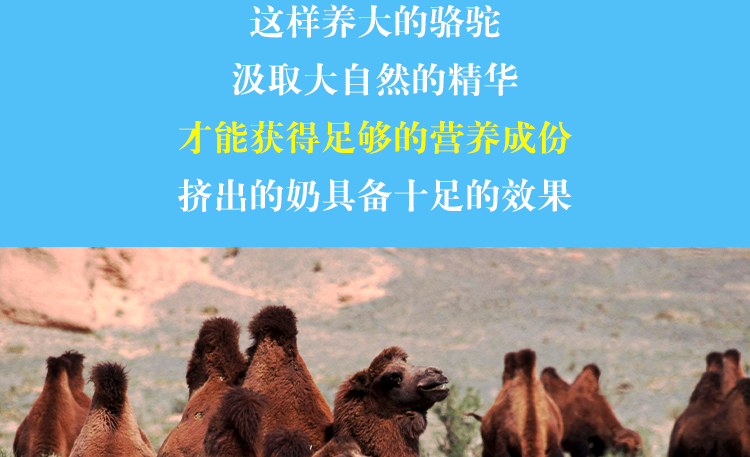 这样养大的骆驼
汲取大自然的精华
才能获得足够的营养成份
挤出的奶具备十足的效果